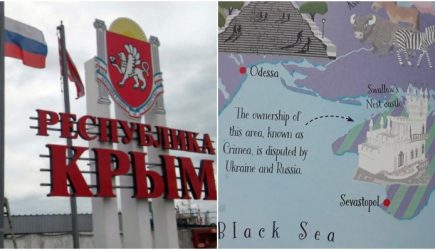 РЕСПУБЛИКА
КРЫМ
Odessa
Swallow's
Nest castle
The ownership of
this area, known as
Crimea, is disputed by
Ukraine and Russia.
Sevastopol
Black Sea